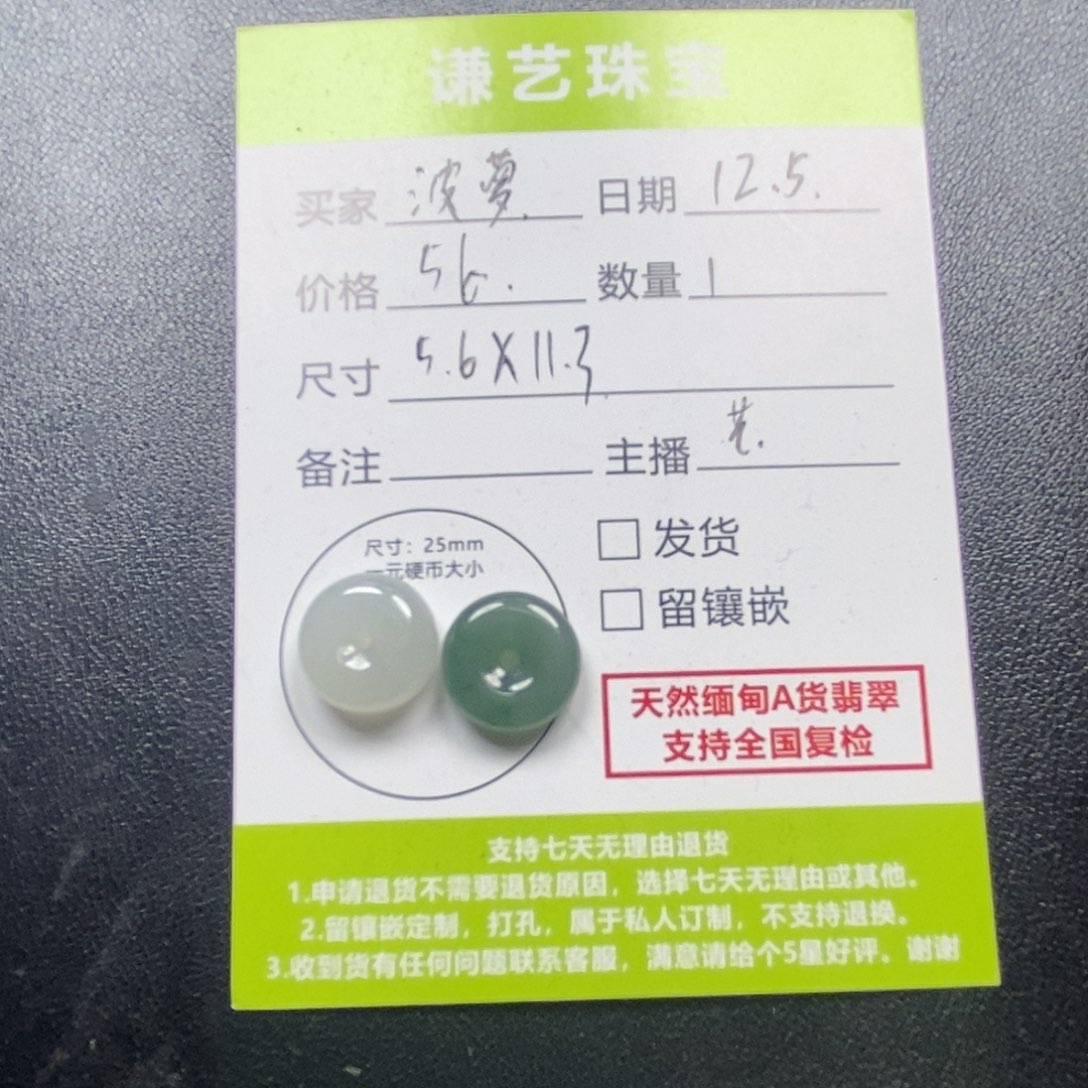 谦艺珠宝
买家 波萝. 日期 12.5.
价格 56. 数量 1
尺寸 5.6X11.3
备注 主播 艺.
尺寸：25mm
一元硬币大小
□ 发货
□ 留镶嵌
天然缅甸A货翡翠
支持全国复检
支持七天无理由退货
1.申请退货不需要退货原因，选择七天无理由或其他。
2.留镶嵌定制，打孔，属于私人订制，不支持退换。
3.收到货有任何问题联系客服，满意请给个5星好评。谢谢